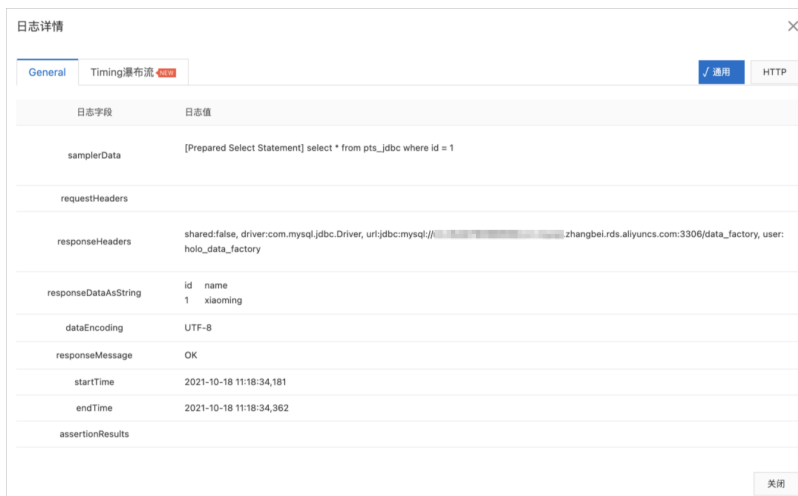 日志详情
General Timing瀑布流 NEW √ 通用 HTTP
日志字段 日志值
samplerData [Prepared Select Statement] select * from pts_jdbc where id = 1
requestHeaders
responseHeaders shared:false, driver:com.mysql.jdbc.Driver, url:jdbc:mysql:// .zhangbei.rds.aliyuncs.com:3306/data_factory, user:
holo_data_factory
responseDataAsString id name
1 xiaoming
dataEncoding UTF-8
responseMessage OK
startTime 2021-10-18 11:18:34,181
endTime 2021-10-18 11:18:34,362
assertionResults
关闭